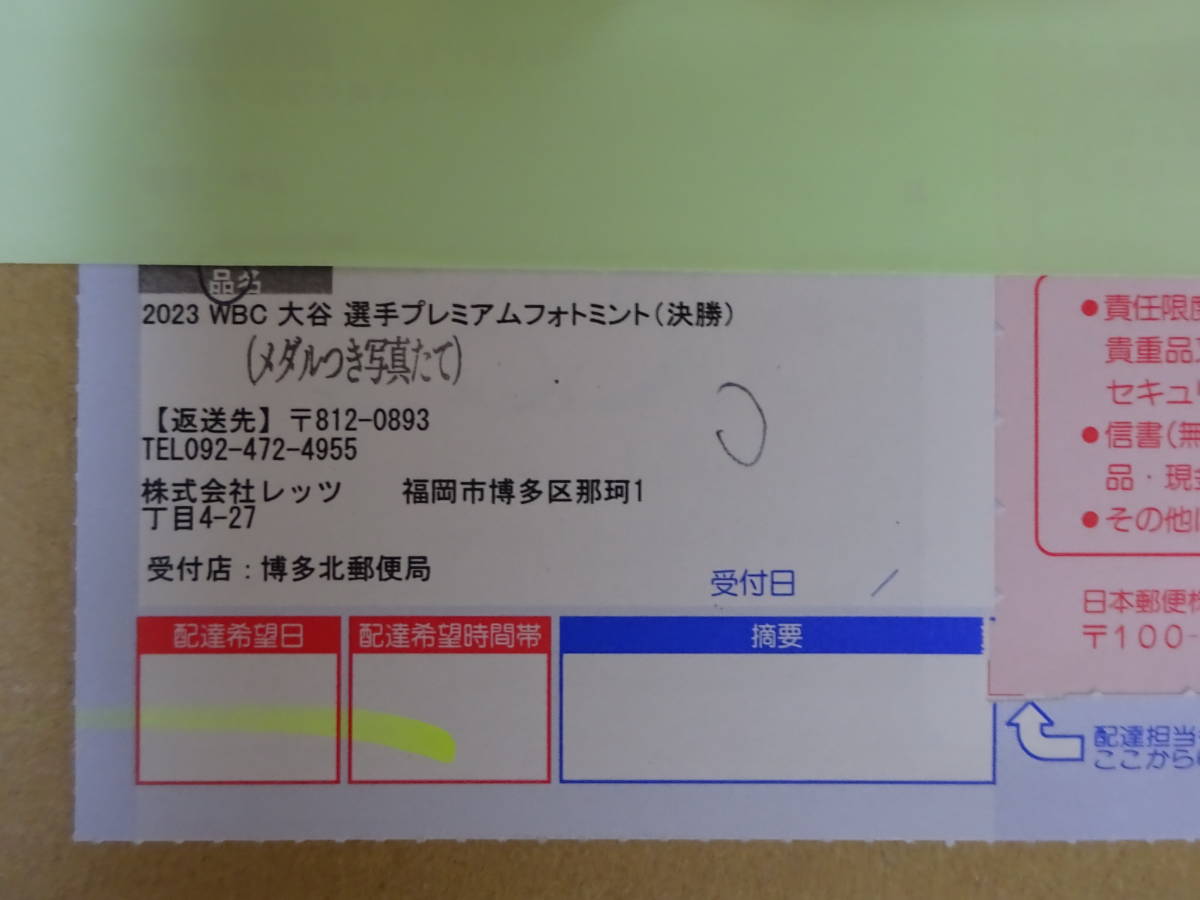 品名
2023 WBC 大谷 選手プレミアムフォトミント(決勝)
(メダルつき写真たて)
【返送先】〒812-0893
TEL092-472-4955
株式会社レッツ 福岡市博多区那珂1
丁目4-27
受付店:博多北郵便局
受付日 /
配達希望日
配達希望時間帯
摘要
●責任限度
貴重品
セキュリ
●信書(無
品・現金
●その他に
日本郵便株
〒100-
配達担当
ここから